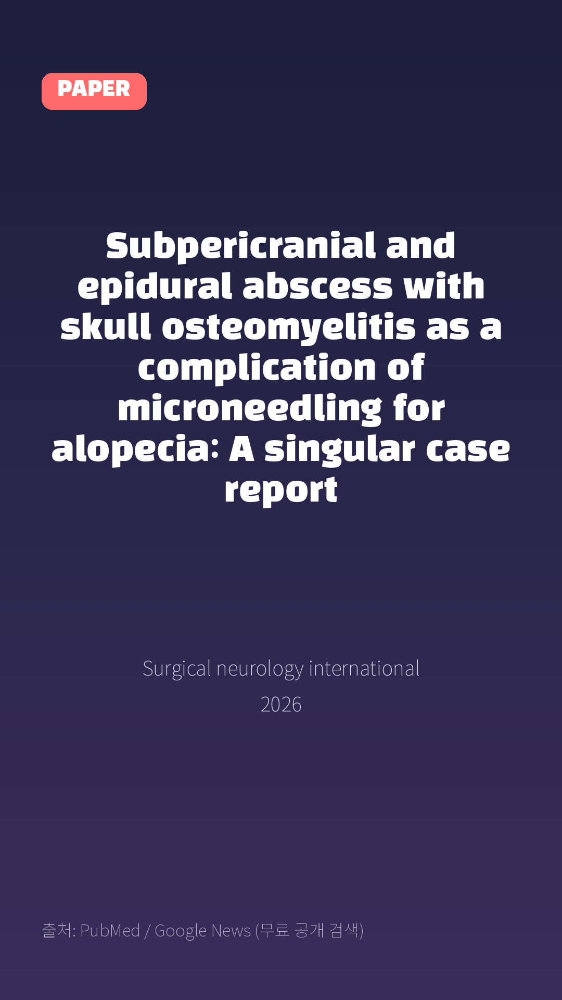 PAPER
Subpericranial and
epidural abscess with
skull osteomyelitis as a
complication of
microneedling for
alopecia: A singular case
report
Surgical neurology international
2026
출처: PubMed / Google News (무료 공개 검색)